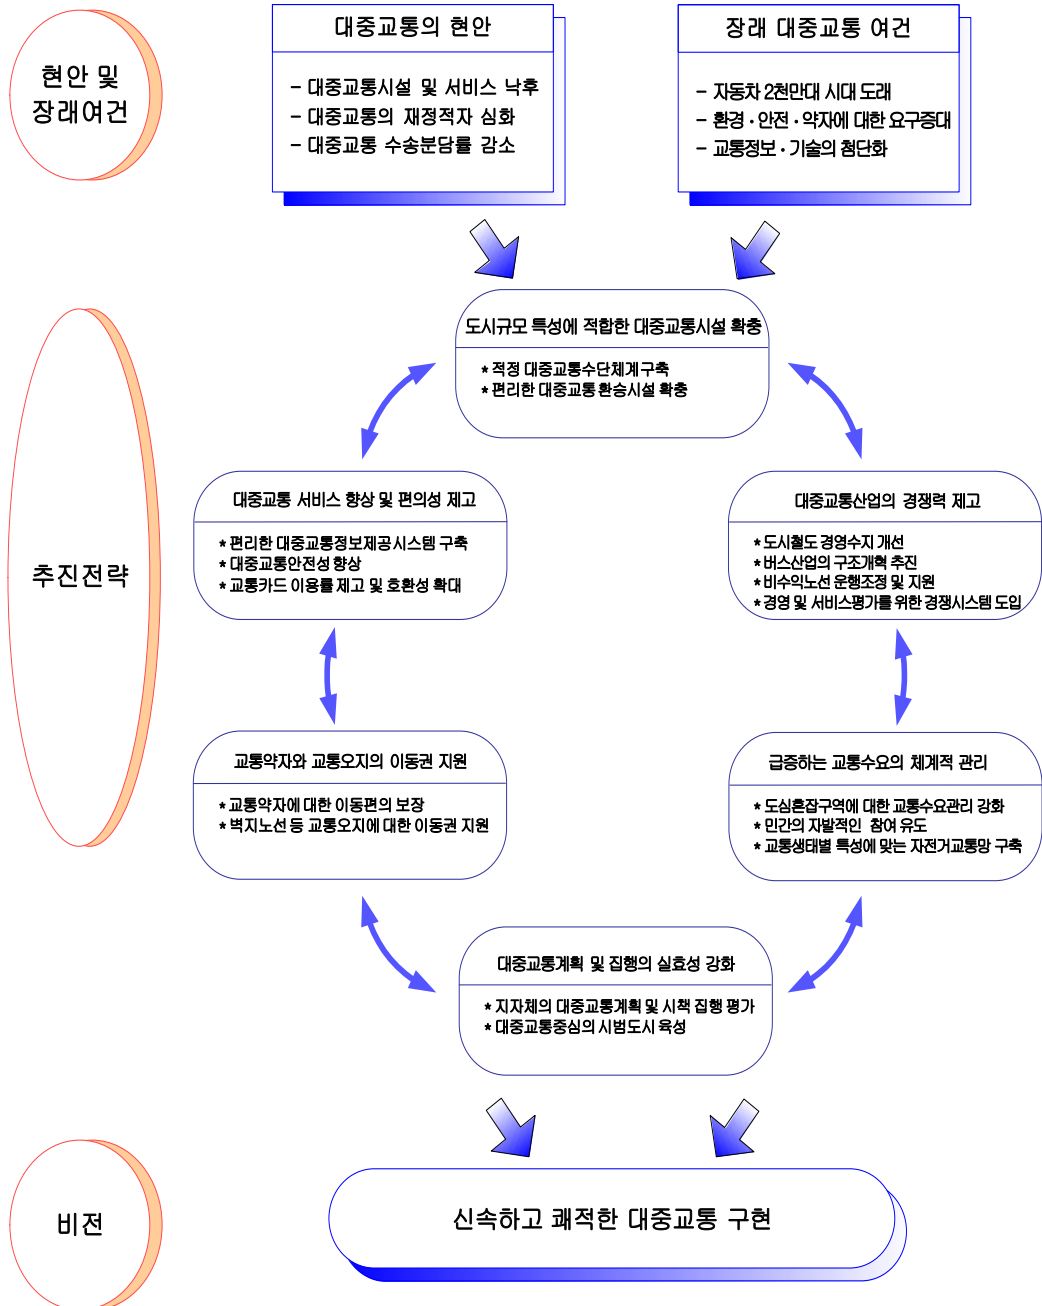 현안 및
장래여건
대중교통의 현안
- 대중교통시설 및 서비스 낙후
- 대중교통의 재정적자 심화
- 대중교통 수송분담률 감소
장래 대중교통 여건
- 자동차 2천만대 시대 도래
- 환경·안전·약자에 대한 요구증대
- 교통정보·기술의 첨단화
추진전략
도시규모 특성에 적합한 대중교통시설 확충
* 적정 대중교통수단체계구축
* 편리한 대중교통 환승시설 확충
대중교통 서비스 향상 및 편의성 제고
* 편리한 대중교통정보제공시스템 구축
* 대중교통안전성 향상
* 교통카드 이용률 제고 및 호환성 확대
대중교통산업의 경쟁력 제고
* 도시철도 경영수지 개선
* 버스산업의 구조개혁 추진
* 비수익노선 운행조정 및 지원
* 경영 및 서비스평가를 위한 경쟁시스템 도입
교통약자와 교통오지의 이동권 지원
* 교통약자에 대한 이동편의 보장
* 벽지노선 등 교통오지에 대한 이동권 지원
급증하는 교통수요의 체계적 관리
* 도심혼잡구역에 대한 교통수요관리 강화
* 민간의 자발적인 참여 유도
* 교통생태별 특성에 맞는 자전거교통망 구축
대중교통계획 및 집행의 실효성 강화
* 지자체의 대중교통계획 및 시책 집행 평가
* 대중교통중심의 시범도시 육성
비전
신속하고 쾌적한 대중교통 구현